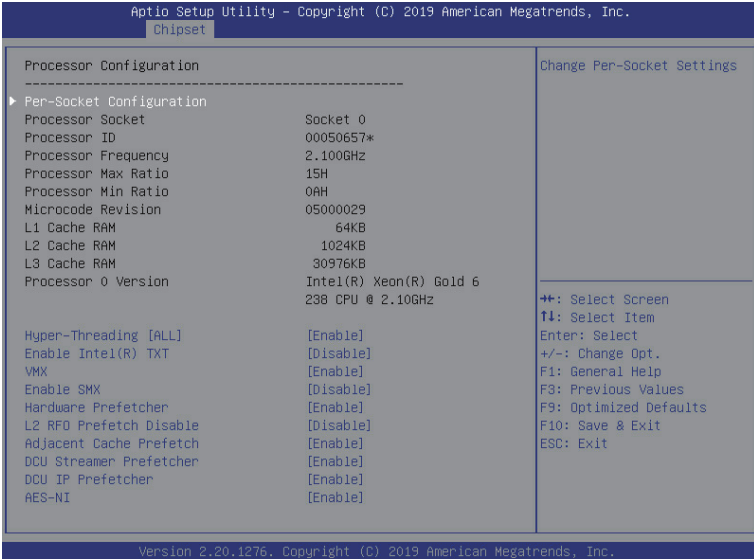 Aptio Setup Utility – Copyright (C) 2019 American Megatrends, Inc.
Chipset
Processor Configuration
--------------------------------------------------
Per-Socket Configuration
Processor Socket Socket 0
Processor ID 00050657*
Processor Frequency 2.100GHz
Processor Max Ratio 15H
Processor Min Ratio 0AH
Microcode Revision 05000029
L1 Cache RAM 64KB
L2 Cache RAM 1024KB
L3 Cache RAM 30976KB
Processor 0 Version Intel(R) Xeon(R) Gold 6
238 CPU @ 2.10GHz
Hyper-Threading [ALL] [Enable]
Enable Intel(R) TXT [Disable]
VMX [Enable]
Enable SMX [Disable]
Hardware Prefetcher [Enable]
L2 RFO Prefetch Disable [Disable]
Adjacent Cache Prefetch [Enable]
DCU Streamer Prefetcher [Enable]
DCU IP Prefetcher [Enable]
AES-NI [Enable]
Change Per-Socket Settings
→←: Select Screen
↑↓: Select Item
Enter: Select
+/-: Change Opt.
F1: General Help
F3: Previous Values
F9: Optimized Defaults
F10: Save & Exit
ESC: Exit
Version 2.20.1276. Copyright (C) 2019 American Megatrends, Inc.